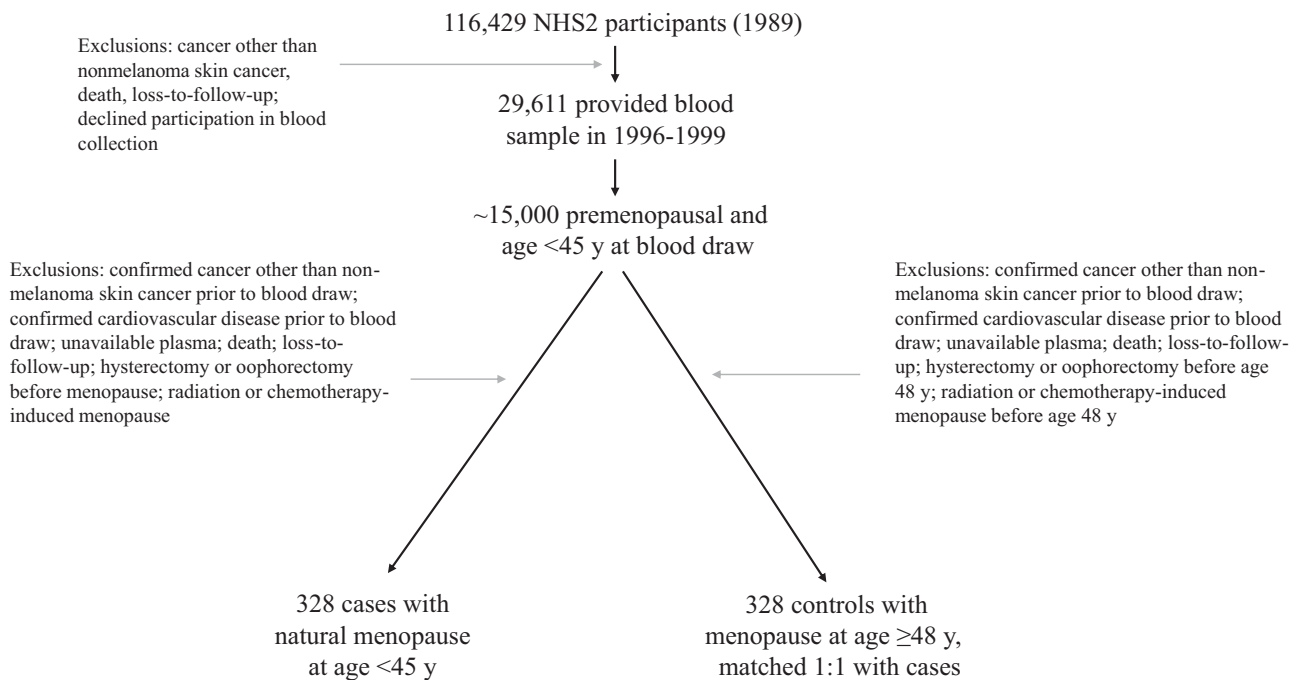 116,429 NHS2 participants (1989)
Exclusions: cancer other than
nonmelanoma skin cancer,
death, loss-to-follow-up;
declined participation in blood
collection
29,611 provided blood
sample in 1996-1999
~15,000 premenopausal and
age <45 y at blood draw
Exclusions: confirmed cancer other than non-
melanoma skin cancer prior to blood draw;
confirmed cardiovascular disease prior to blood
draw; unavailable plasma; death; loss-to-
follow-up; hysterectomy or oophorectomy
before menopause; radiation or chemotherapy-
induced menopause
Exclusions: confirmed cancer other than non-
melanoma skin cancer prior to blood draw;
confirmed cardiovascular disease prior to blood
draw; unavailable plasma; death; loss-to-follow-
up; hysterectomy or oophorectomy before age
48 y; radiation or chemotherapy-induced
menopause before age 48 y
328 cases with
natural menopause
at age <45 y
328 controls with
menopause at age ≥48 y,
matched 1:1 with cases